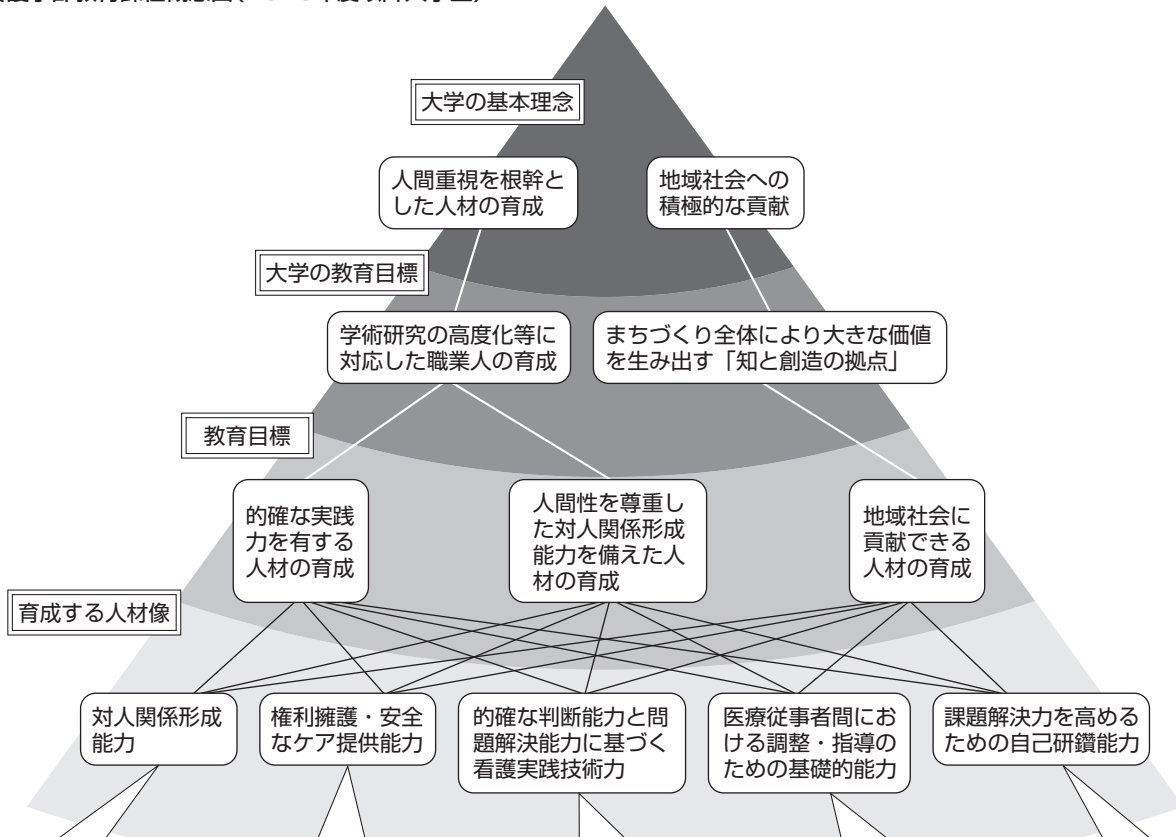 大学の基本理念
人間重視を根幹と
した人材の育成
地域社会への
積極的な貢献
大学の教育目標
学術研究の高度化等に
対応した職業人の育成
まちづくり全体により大きな価値
を生み出す「知と創造の拠点」
教育目標
的確な実践
力を有する
人材の育成
人間性を尊重し
た対人関係形成
能力を備えた人
材の育成
地域社会に
貢献できる
人材の育成
育成する人材像
対人関係形成
能力
権利擁護・安全
なケア提供能力
的確な判断能力と問
題解決能力に基づく
看護実践技術力
医療従事者間にお
ける調整・指導の
ための基礎的能力
課題解決力を高める
ための自己研鑽能力